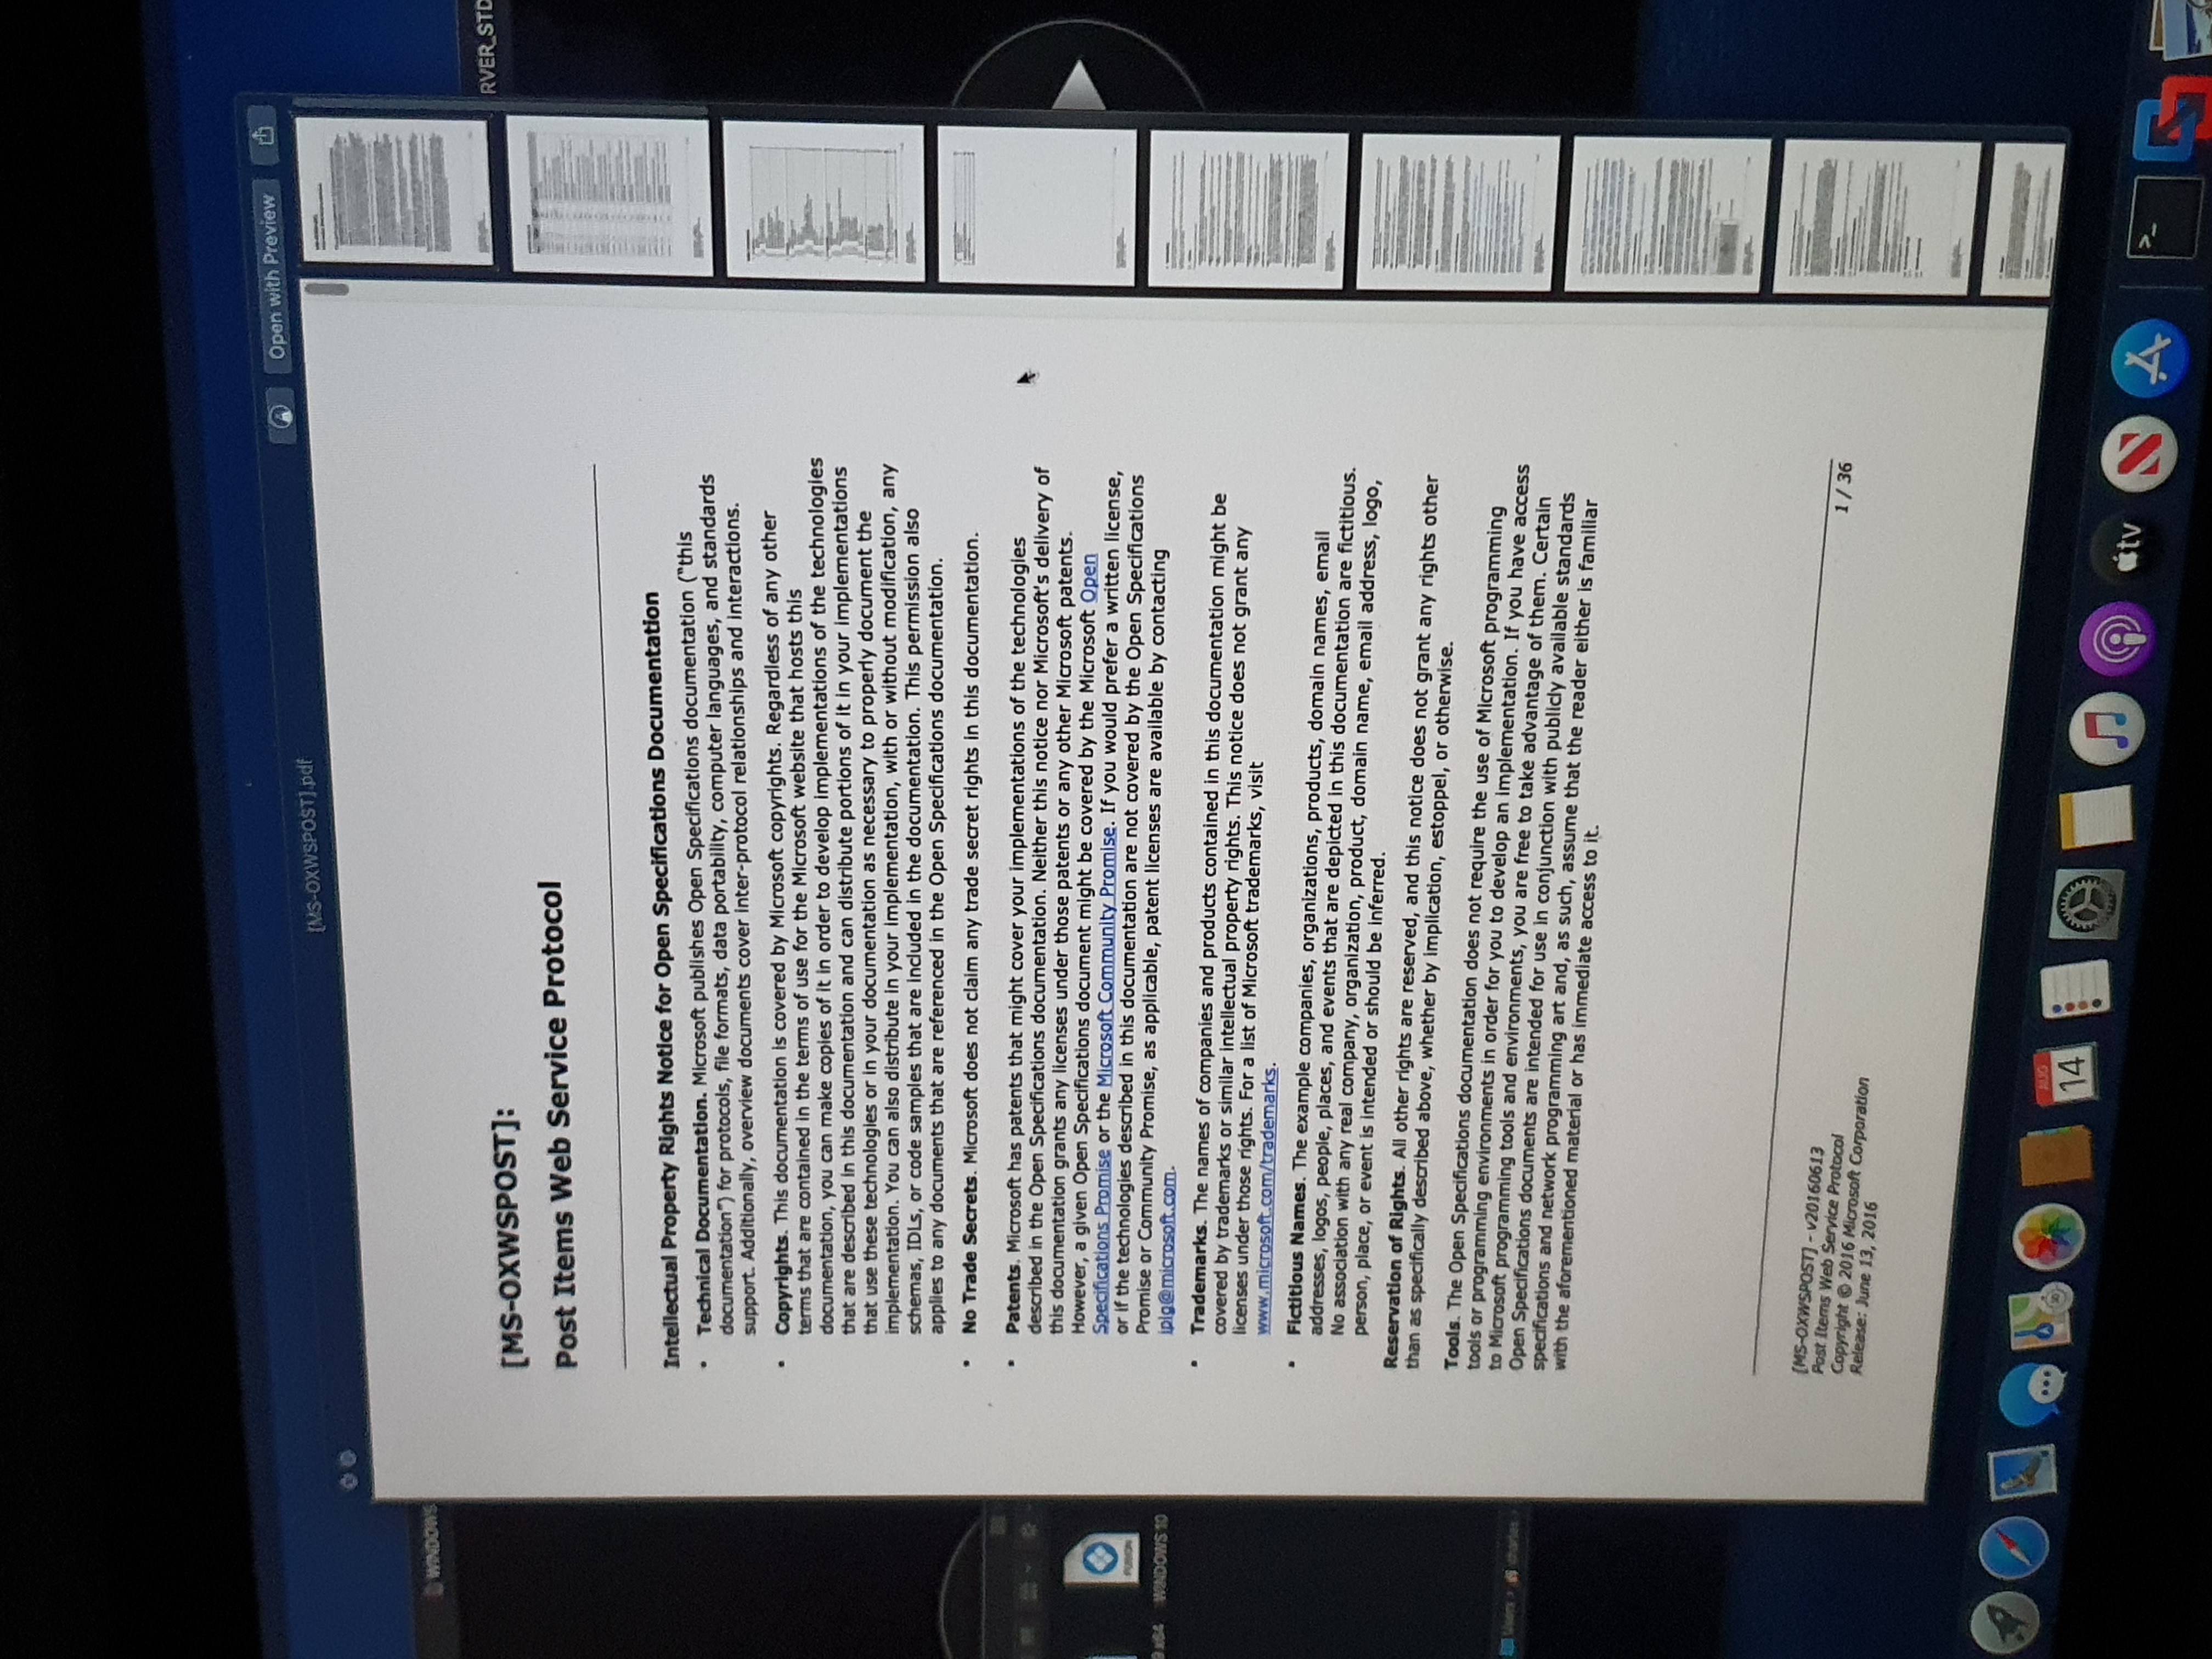 Open with Preview
[MS-OXWSPOST].pdf
WINDOWS
RVER_STD
[MS-OXWSPOST]:
Post Items Web Service Protocol
Intellectual Property Rights Notice for Open Specifications Documentation
▪ Technical Documentation. Microsoft publishes Open Specifications documentation (“this
documentation”) for protocols, file formats, data portability, computer languages, and standards
support. Additionally, overview documents cover inter-protocol relationships and interactions.
▪ Copyrights. This documentation is covered by Microsoft copyrights. Regardless of any other
terms that are contained in the terms of use for the Microsoft website that hosts this
documentation, you can make copies of it in order to develop implementations of the technologies
that are described in this documentation and can distribute portions of it in your implementations
that use these technologies or in your documentation as necessary to properly document the
implementation. You can also distribute in your implementation, with or without modification, any
schemas, IDLs, or code samples that are included in the documentation. This permission also
applies to any documents that are referenced in the Open Specifications documentation.
▪ No Trade Secrets. Microsoft does not claim any trade secret rights in this documentation.
▪ Patents. Microsoft has patents that might cover your implementations of the technologies
described in the Open Specifications documentation. Neither this notice nor Microsoft's delivery of
this documentation grants any licenses under those patents or any other Microsoft patents.
However, a given Open Specifications document might be covered by the Microsoft Open
Specifications Promise or the Microsoft Community Promise. If you would prefer a written license,
or if the technologies described in this documentation are not covered by the Open Specifications
Promise or Community Promise, as applicable, patent licenses are available by contacting
iplg@microsoft.com.
▪ Trademarks. The names of companies and products contained in this documentation might be
covered by trademarks or similar intellectual property rights. This notice does not grant any
licenses under those rights. For a list of Microsoft trademarks, visit
www.microsoft.com/trademarks.
▪ Fictitious Names. The example companies, organizations, products, domain names, email
addresses, logos, people, places, and events that are depicted in this documentation are fictitious.
No association with any real company, organization, product, domain name, email address, logo,
person, place, or event is intended or should be inferred.
Reservation of Rights. All other rights are reserved, and this notice does not grant any rights other
than as specifically described above, whether by implication, estoppel, or otherwise.
Tools. The Open Specifications documentation does not require the use of Microsoft programming
tools or programming environments in order for you to develop an implementation. If you have access
to Microsoft programming tools and environments, you are free to take advantage of them. Certain
Open Specifications documents are intended for use in conjunction with publicly available standards
specifications and network programming art and, as such, assume that the reader either is familiar
with the aforementioned material or has immediate access to it.
[MS-OXWSPOST] - v20160613
Post Items Web Service Protocol
Copyright © 2016 Microsoft Corporation
Release: June 13, 2016
1 / 36
FUSION
9 x64
WINDOWS 10
Users › charles ›
AUG
14
tv
>_